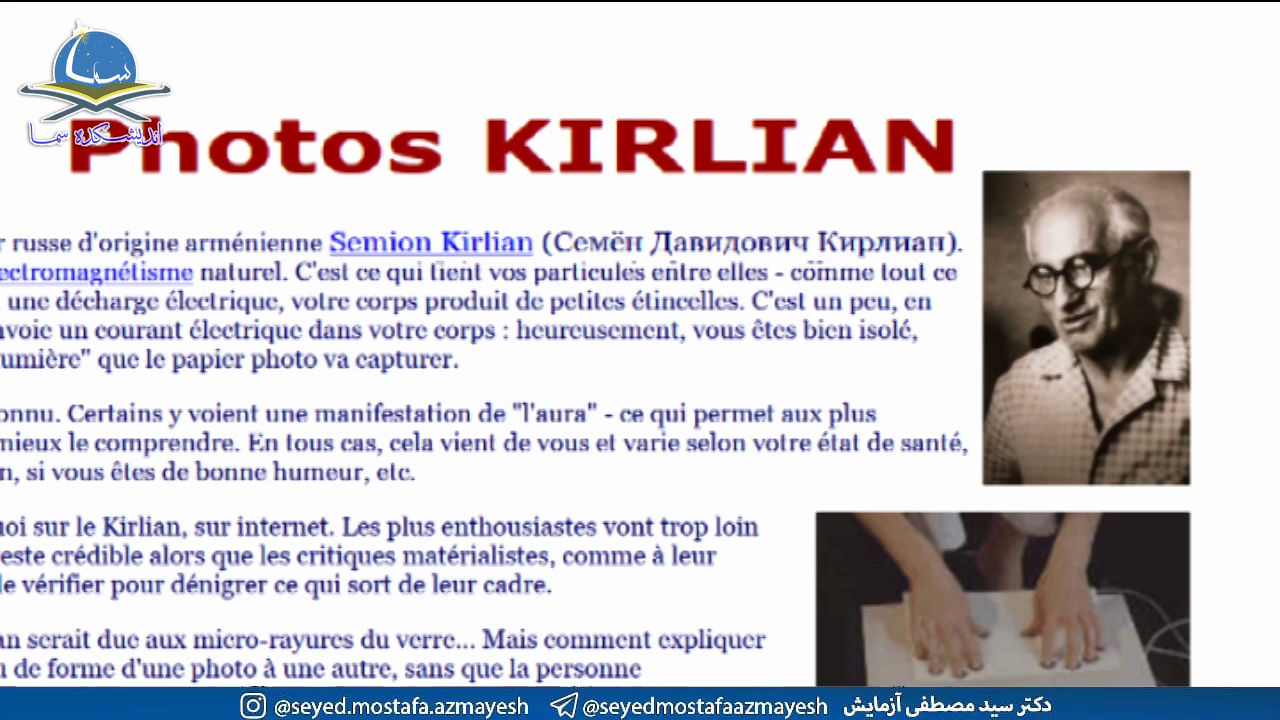 اندیشکده سما
Photos KIRLIAN
r russe d'origine arménienne Semion Kirlian (Семён Давидович Кирлиан).
ectromagnétisme naturel. C'est ce qui tient vos particules entre elles - comme tout ce
une décharge électrique, votre corps produit de petites étincelles. C'est un peu, en
nvoie un courant électrique dans votre corps : heureusement, vous êtes bien isolé,
umière" que le papier photo va capturer.
onnu. Certains y voient une manifestation de "l'aura" - ce qui permet aux plus
mieux le comprendre. En tous cas, cela vient de vous et varie selon votre état de santé,
n, si vous êtes de bonne humeur, etc.
uoi sur le Kirlian, sur internet. Les plus enthousiastes vont trop loin
este crédible alors que les critiques matérialistes, comme à leur
le vérifier pour dénigrer ce qui sort de leur cadre.
an serait due aux micro-rayures du verre... Mais comment expliquer
n de forme d'une photo à une autre, sans que la personne
@seyed.mostafa.azmayesh @seyedmostafaazmayesh دکتر سید مصطفی آزمایش